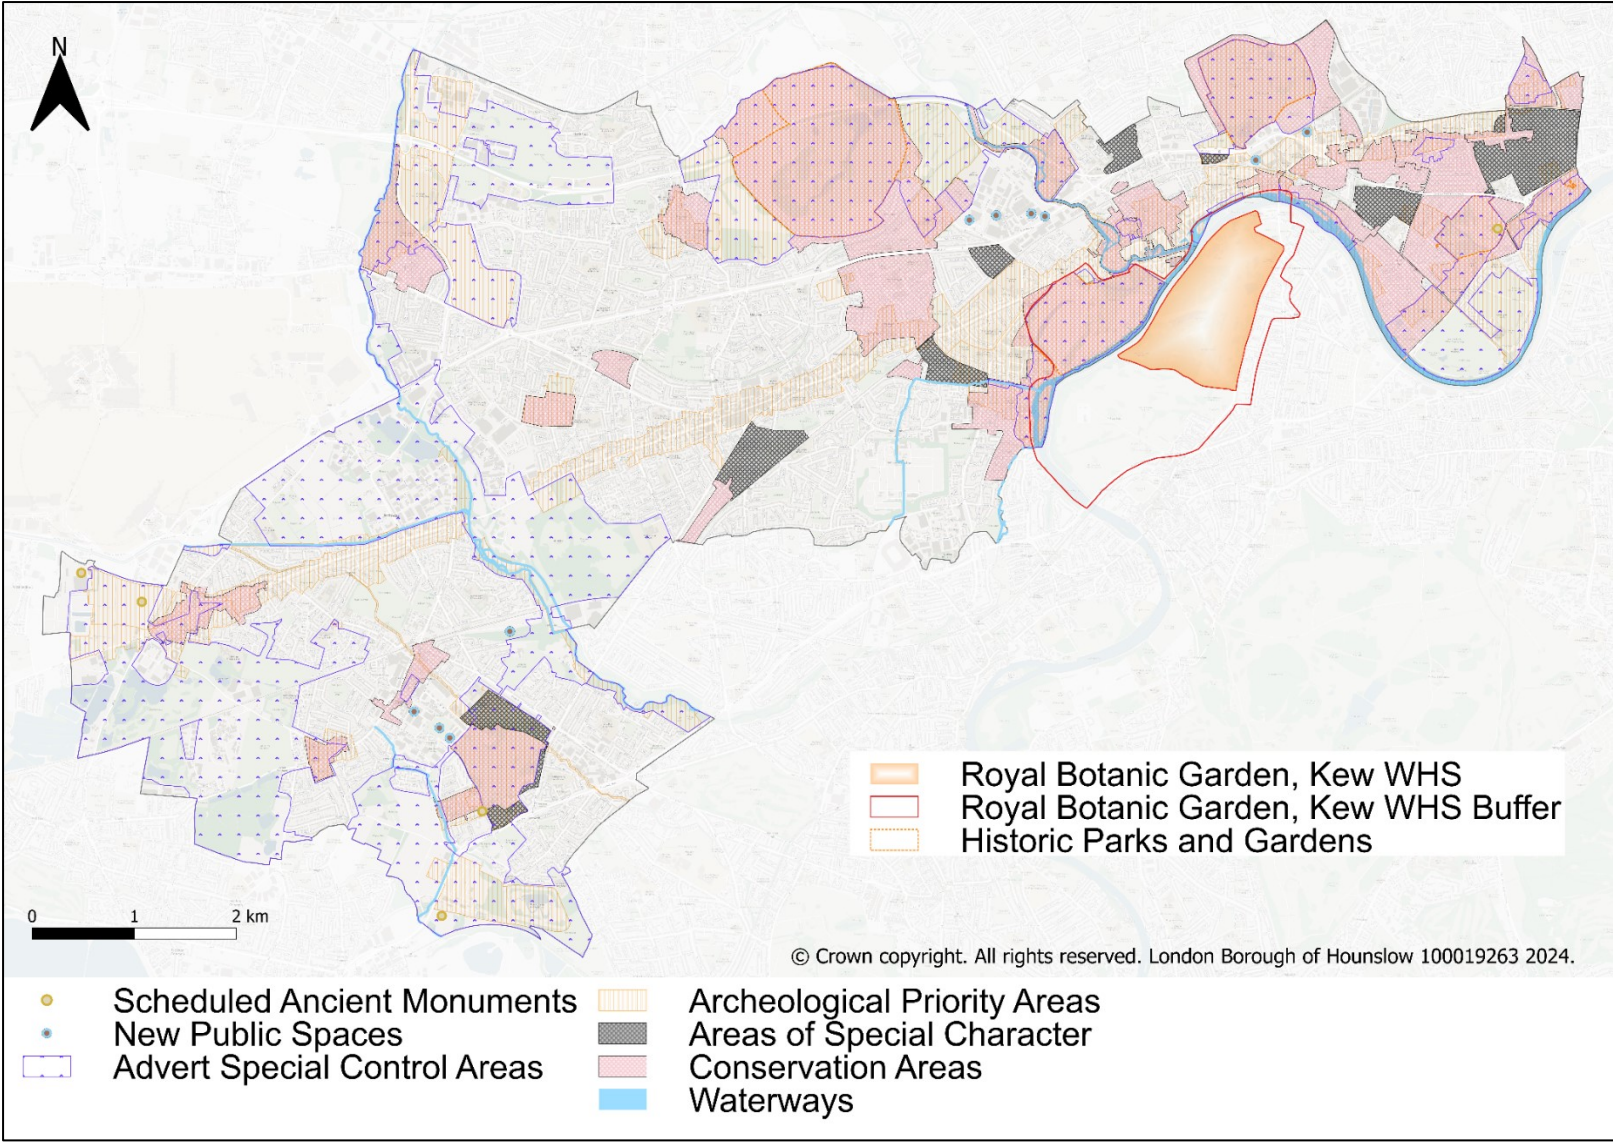 N
Royal Botanic Garden, Kew WHS
Royal Botanic Garden, Kew WHS Buffer
Historic Parks and Gardens
0 1 2 km
© Crown copyright. All rights reserved. London Borough of Hounslow 100019263 2024.
Scheduled Ancient Monuments
New Public Spaces
Advert Special Control Areas
Archeological Priority Areas
Areas of Special Character
Conservation Areas
Waterways